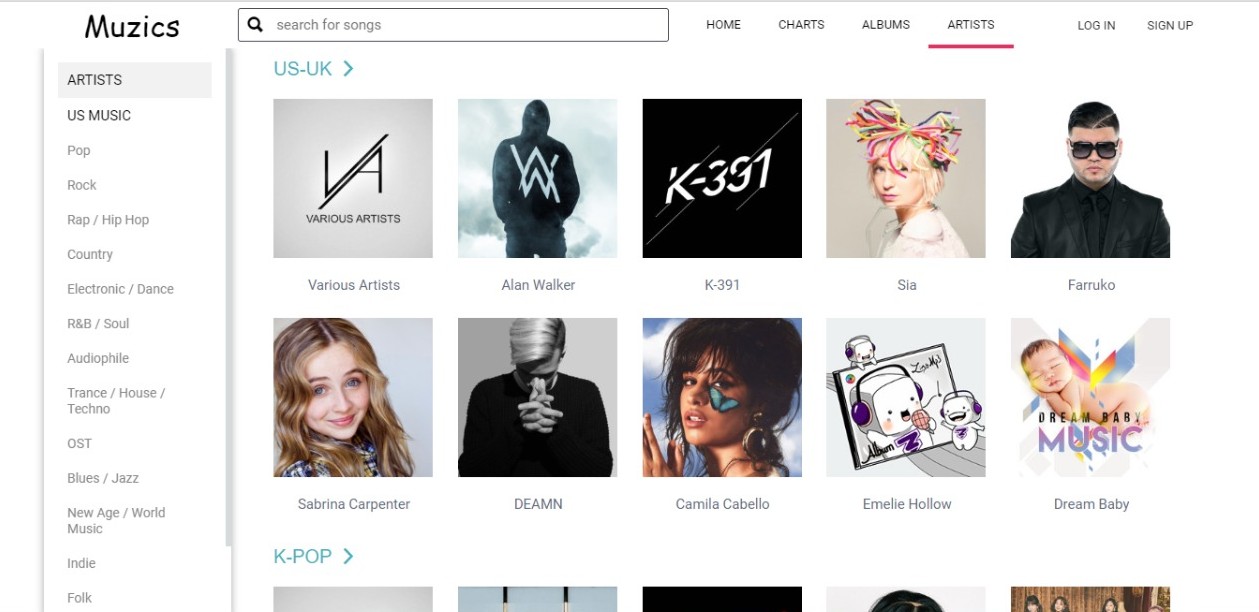 Muzics
search for songs
HOME
CHARTS
ALBUMS
ARTISTS
LOG IN
SIGN UP
ARTISTS
US MUSIC
Pop
Rock
Rap / Hip Hop
Country
Electronic / Dance
R&B / Soul
Audiophile
Trance / House /
Techno
OST
Blues / Jazz
New Age / World
Music
Indie
Folk
US-UK
VA
VARIOUS ARTISTS
K-391
Various Artists
Alan Walker
K-391
Sia
Farruko
Zing Mp3
Album
DREAM BABY
MUSIC
Sabrina Carpenter
DEAMN
Camila Cabello
Emelie Hollow
Dream Baby
K-POP